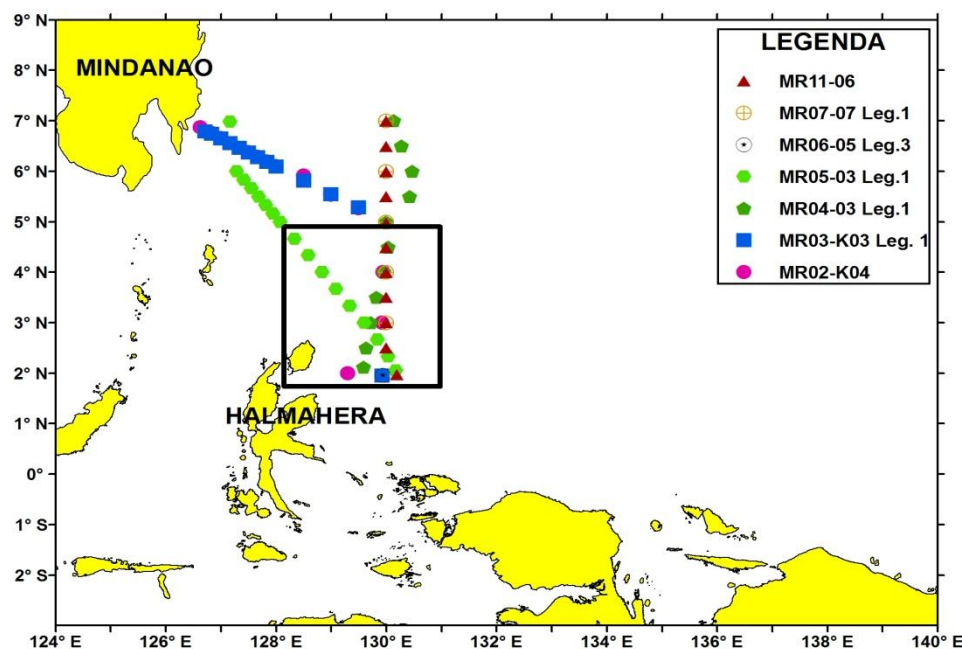 9° N
8° N
7° N
6° N
5° N
4° N
3° N
2° N
1° N
0°
1° S
2° S
124° E
126° E
128° E
130° E
132° E
134° E
136° E
138° E
140° E
MINDANAO
HALMAHERA
LEGENDA
MR11-06
MR07-07 Leg.1
MR06-05 Leg.3
MR05-03 Leg.1
MR04-03 Leg.1
MR03-K03 Leg. 1
MR02-K04